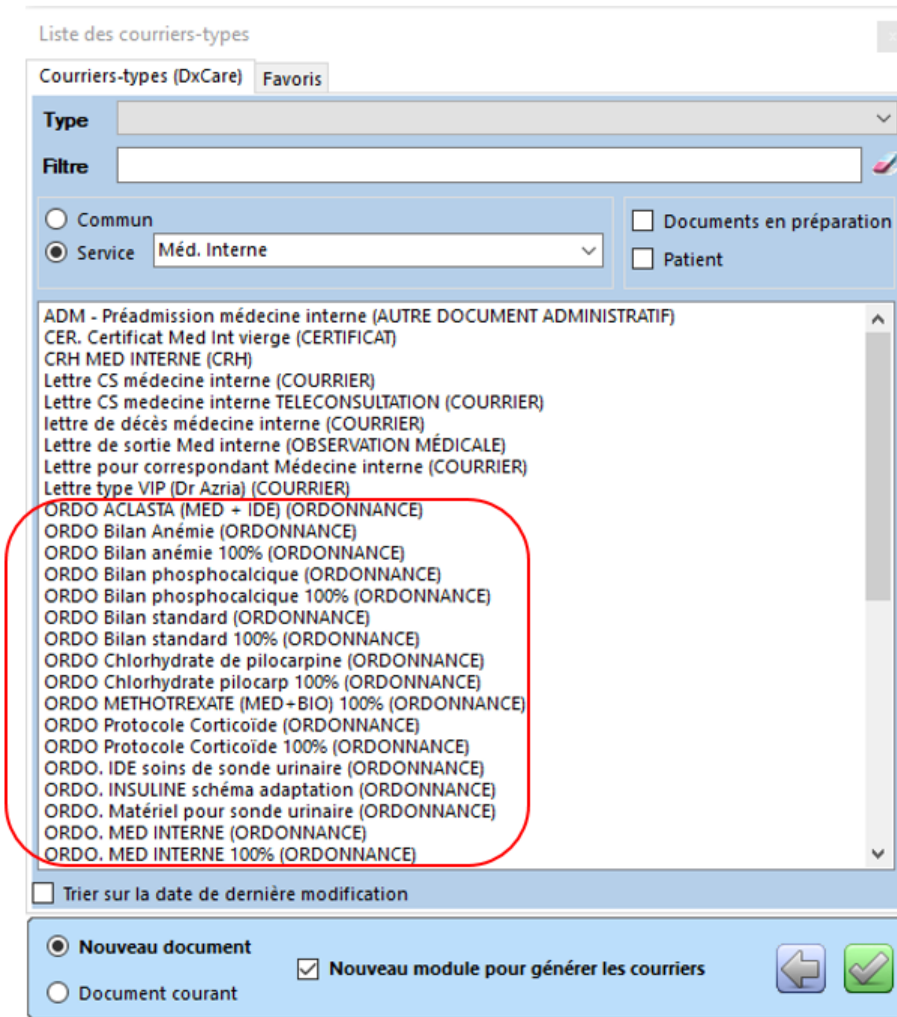 Liste des courriers-types
Courriers-types (DxCare) Favoris
Type
Filtre
Commun
Service Méd. Interne
Documents en préparation
Patient
ADM - Préadmission médecine interne (AUTRE DOCUMENT ADMINISTRATIF)
CER. Certificat Med Int vierge (CERTIFICAT)
CRH MED INTERNE (CRH)
Lettre CS médecine interne (COURRIER)
Lettre CS medecine interne TELECONSULTATION (COURRIER)
lettre de décès médecine interne (COURRIER)
Lettre de sortie Med interne (OBSERVATION MÉDICALE)
Lettre pour correspondant Médecine interne (COURRIER)
Lettre type VIP (Dr Azria) (COURRIER)
ORDO ACLASTA (MED + IDE) (ORDONNANCE)
ORDO Bilan Anémie (ORDONNANCE)
ORDO Bilan anémie 100% (ORDONNANCE)
ORDO Bilan phosphocalcique (ORDONNANCE)
ORDO Bilan phosphocalcique 100% (ORDONNANCE)
ORDO Bilan standard (ORDONNANCE)
ORDO Bilan standard 100% (ORDONNANCE)
ORDO Chlorhydrate de pilocarpine (ORDONNANCE)
ORDO Chlorhydrate pilocarp 100% (ORDONNANCE)
ORDO METHOTREXATE (MED+BIO) 100% (ORDONNANCE)
ORDO Protocole Corticoïde (ORDONNANCE)
ORDO Protocole Corticoïde 100% (ORDONNANCE)
ORDO. IDE soins de sonde urinaire (ORDONNANCE)
ORDO. INSULINE schéma adaptation (ORDONNANCE)
ORDO. Matériel pour sonde urinaire (ORDONNANCE)
ORDO. MED INTERNE (ORDONNANCE)
ORDO. MED INTERNE 100% (ORDONNANCE)
Trier sur la date de dernière modification
Nouveau document
Document courant
Nouveau module pour générer les courriers